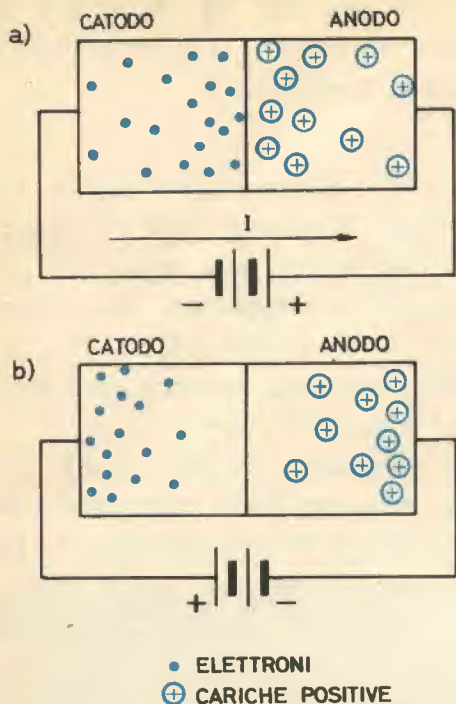 a)
CATODO ANODO
I
− +
b)
CATODO ANODO
+ −
• ELETTRONI
⊕ CARICHE POSITIVE